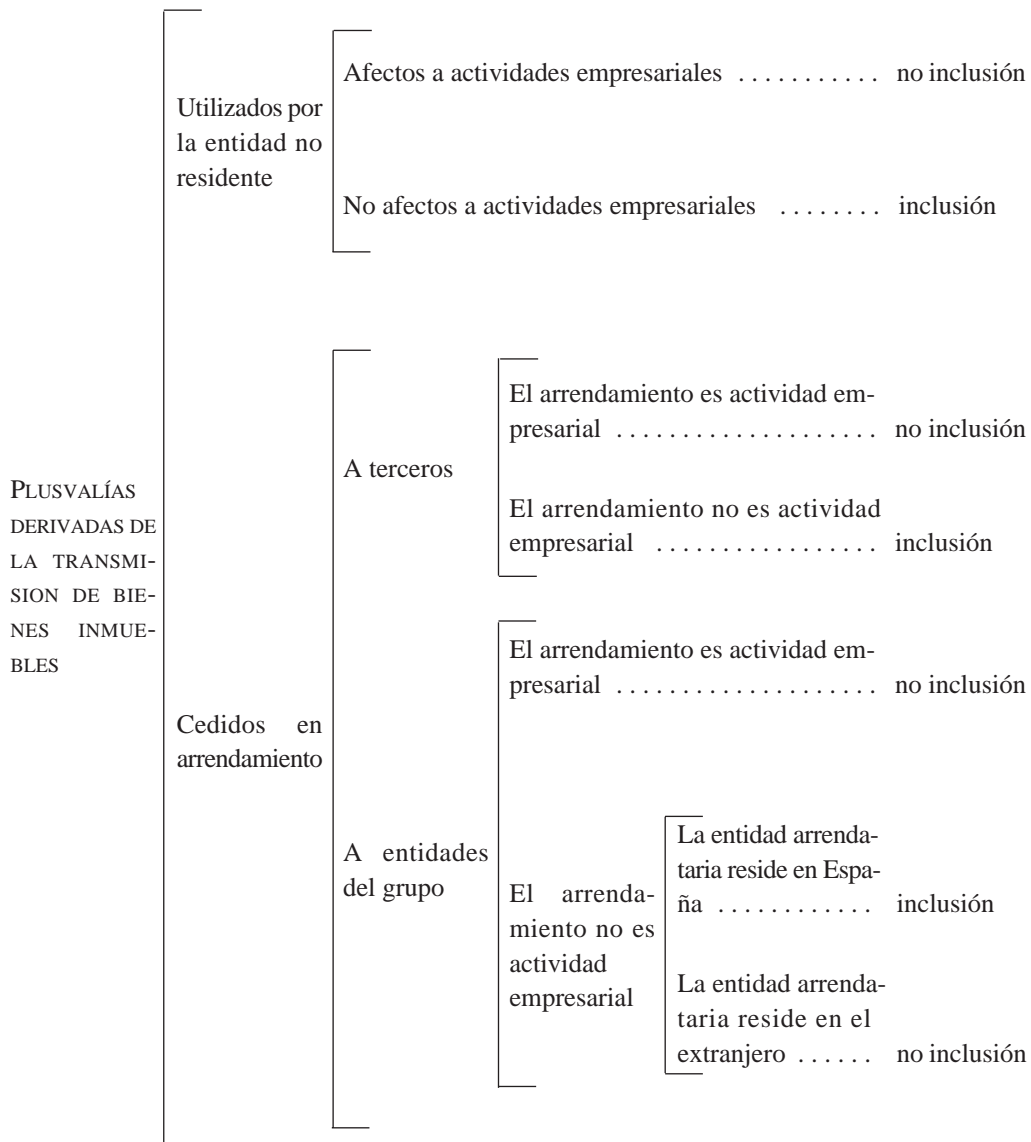 Afectos a actividades empresariales ........... no inclusión
Utilizados por
la entidad no
residente
No afectos a actividades empresariales ........ inclusión
PLUSVALÍAS
DERIVADAS DE
LA TRANSMI-
SION DE BIE-
NES INMUE-
BLES
Cedidos en
arrendamiento
A terceros
El arrendamiento es actividad em-
presarial .................... no inclusión
El arrendamiento no es actividad
empresarial ................. inclusión
A entidades
del grupo
El arrendamiento es actividad em-
presarial .................... no inclusión
El arrenda-
miento no es
actividad
empresarial
La entidad arrenda-
taria reside en Espa-
ña ............ inclusión
La entidad arrenda-
taria reside en el
extranjero ...... no inclusión